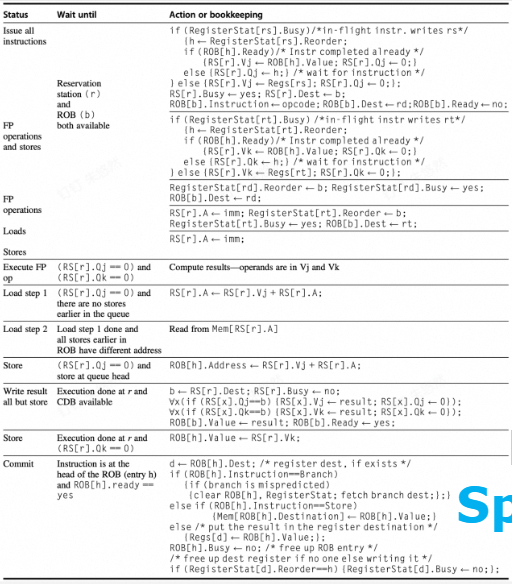 Status Wait until Action or bookkeeping
Issue all instructions
Reservation station (r) and ROB (b) both available
if (RegisterStat[rs].Busy)/*in-flight instr. writes rs*/
{h ← RegisterStat[rs].Reorder;
if (ROB[h].Ready)/* Instr completed already */
{RS[r].Vj ← ROB[h].Value; RS[r].Qj ← 0;}
else {RS[r].Qj ← h;} /* wait for instruction */
} else {RS[r].Vj ← Regs[rs]; RS[r].Qj ← 0;};
RS[r].Busy ← yes; RS[r].Dest ← b;
ROB[b].Instruction ← opcode; ROB[b].Dest ← rd;ROB[b].Ready ← no;
FP operations and stores
if (RegisterStat[rt].Busy) /*in-flight instr writes rt*/
{h ← RegisterStat[rt].Reorder;
if (ROB[h].Ready)/* Instr completed already */
{RS[r].Vk ← ROB[h].Value; RS[r].Qk ← 0;}
else {RS[r].Qk ← h;} /* wait for instruction */
} else {RS[r].Vk ← Regs[rt]; RS[r].Qk ← 0;};
FP operations
RegisterStat[rd].Reorder ← b; RegisterStat[rd].Busy ← yes;
ROB[b].Dest ← rd;
Loads
RS[r].A ← imm; RegisterStat[rt].Reorder ← b;
RegisterStat[rt].Busy ← yes; ROB[b].Dest ← rt;
Stores
RS[r].A ← imm;
Execute FP op
(RS[r].Qj == 0) and
(RS[r].Qk == 0)
Compute results—operands are in Vj and Vk
Load step 1
(RS[r].Qj == 0) and
there are no stores
earlier in the queue
RS[r].A ← RS[r].Vj + RS[r].A;
Load step 2
Load step 1 done and
all stores earlier in
ROB have different address
Read from Mem[RS[r].A]
Store
(RS[r].Qj == 0) and
store at queue head
ROB[h].Address ← RS[r].Vj + RS[r].A;
Write result all but store
Execution done at r and
CDB available
b ← RS[r].Dest; RS[r].Busy ← no;
∀x(if (RS[x].Qj==b) {RS[x].Vj ← result; RS[x].Qj ← 0});
∀x(if (RS[x].Qk==b) {RS[x].Vk ← result; RS[x].Qk ← 0});
ROB[b].Value ← result; ROB[b].Ready ← yes;
Store
Execution done at r and
(RS[r].Qk == 0)
ROB[h].Value ← RS[r].Vk;
Commit
Instruction is at the
head of the ROB (entry h)
and ROB[h].ready ==
yes
d ← ROB[h].Dest; /* register dest, if exists */
if (ROB[h].Instruction==Branch)
{if (branch is mispredicted)
{clear ROB[h], RegisterStat; fetch branch dest;};}
else if (ROB[h].Instruction==Store)
{Mem[ROB[h].Destination] ← ROB[h].Value;}
else /* put the result in the register destination */
{Regs[d] ← ROB[h].Value;};
ROB[h].Busy ← no; /* free up ROB entry */
/* free up dest register if no one else writing it */
if (RegisterStat[d].Reorder==h) {RegisterStat[d].Busy ← no;};
Sp